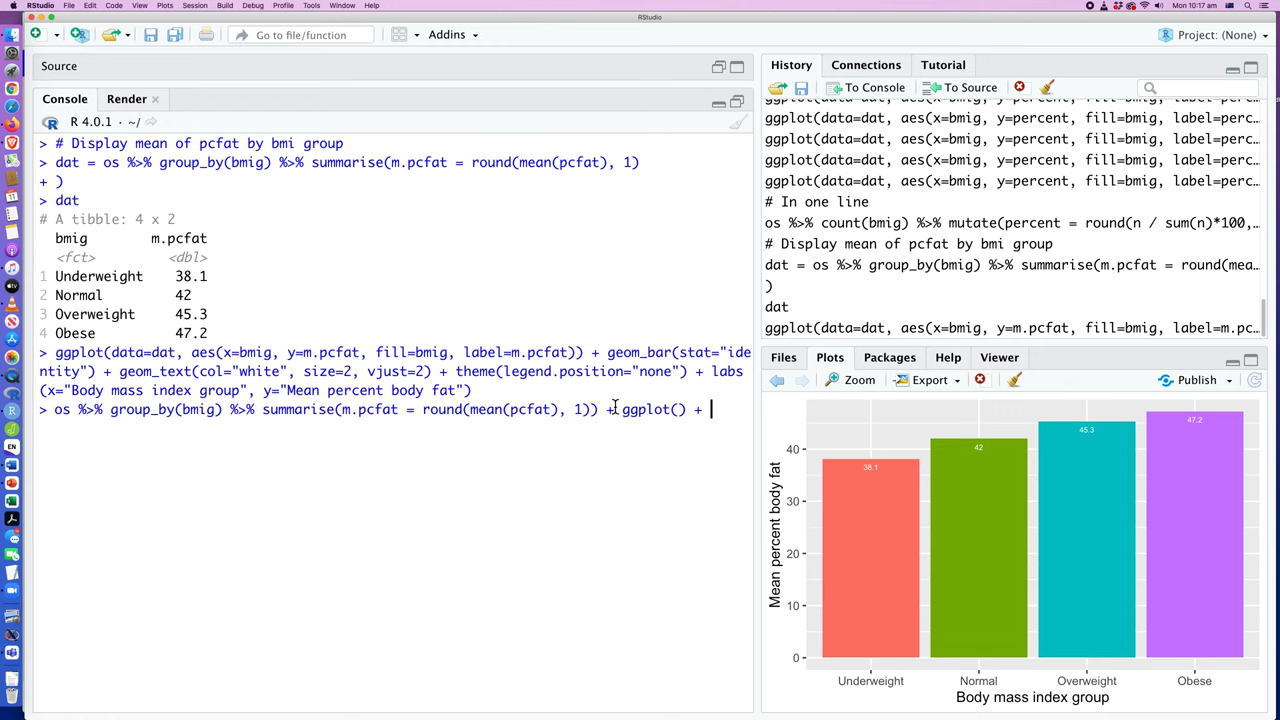 RStudio File Edit Code View Plots Session Build Debug Profile Tools Window Help Mon 10:17 am
RStudio
Go to file/function Addins Project: (None)
Source
Console Render
R 4.0.1 · ~/
> # Display mean of pcfat by bmi group
> dat = os %>% group_by(bmig) %>% summarise(m.pcfat = round(mean(pcfat), 1)
+ )
> dat
# A tibble: 4 x 2
bmig m.pcfat
<fct> <dbl>
1 Underweight 38.1
2 Normal 42
3 Overweight 45.3
4 Obese 47.2
> ggplot(data=dat, aes(x=bmig, y=m.pcfat, fill=bmig, label=m.pcfat)) + geom_bar(stat="ide
ntity") + geom_text(col="white", size=2, vjust=2) + theme(legend.position="none") + labs
(x="Body mass index group", y="Mean percent body fat")
> os %>% group_by(bmig) %>% summarise(m.pcfat = round(mean(pcfat), 1)) + ggplot() +
History Connections Tutorial
To Console To Source
ggplot(data=dat, aes(x=bmig, y=percent, fill=bmig, label=perc…
ggplot(data=dat, aes(x=bmig, y=percent, fill=bmig, label=perc…
ggplot(data=dat, aes(x=bmig, y=percent, fill=bmig, label=perc…
ggplot(data=dat, aes(x=bmig, y=percent, fill=bmig, label=perc…
# In one line
os %>% count(bmig) %>% mutate(percent = round(n / sum(n)*100,…
# Display mean of pcfat by bmi group
dat = os %>% group_by(bmig) %>% summarise(m.pcfat = round(mea…
)
dat
ggplot(data=dat, aes(x=bmig, y=m.pcfat, fill=bmig, label=m.pc…
Files Plots Packages Help Viewer
Zoom Export Publish
Mean percent body fat
40
30
20
10
0
38.1
42
45.3
47.2
Underweight Normal Overweight Obese
Body mass index group
EN